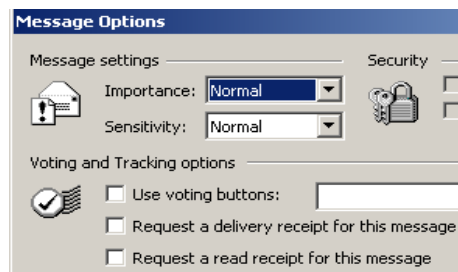 Message Options
Message settings
Security
Importance: Normal
Sensitivity: Normal
Voting and Tracking options
Use voting buttons:
Request a delivery receipt for this message
Request a read receipt for this message